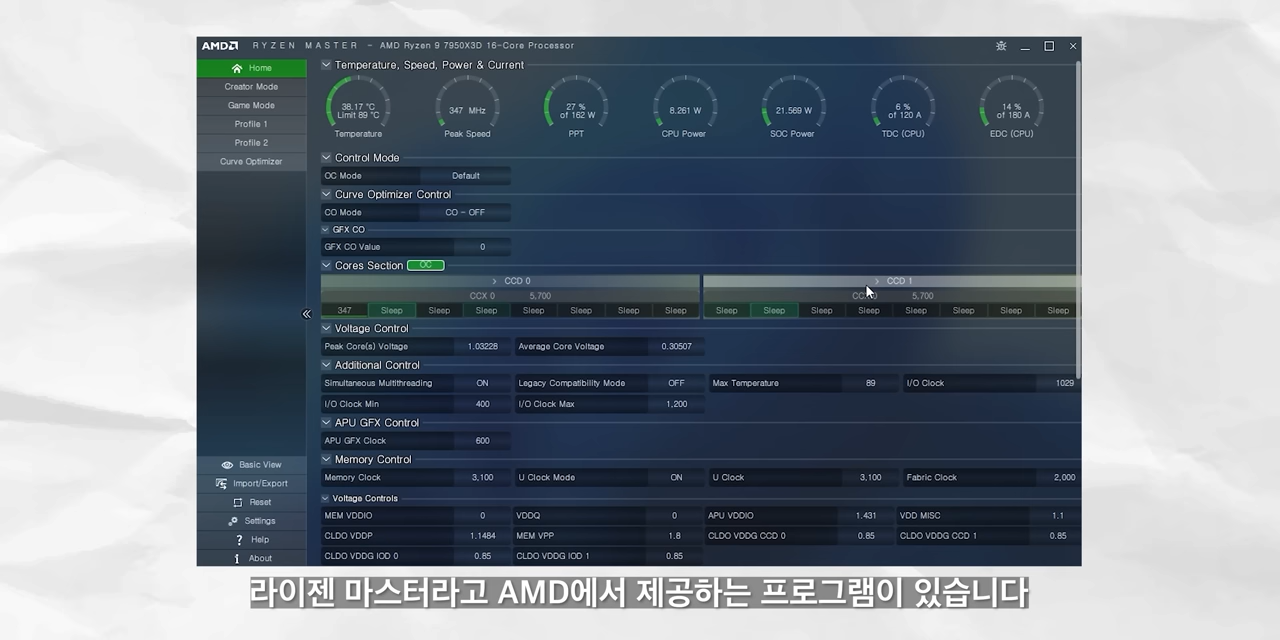 AMD RYZEN MASTER - AMD Ryzen 9 7950X3D 16-Core Processor
Home
Creator Mode
Game Mode
Profile 1
Profile 2
Curve Optimizer
Basic View
Import/Export
Reset
Settings
Help
About
Temperature, Speed, Power & Current
38.17 °C
Limit 89 °C
Temperature
347 MHz
Peak Speed
27 %
of 162 W
PPT
8.261 W
CPU Power
21.569 W
SOC Power
6 %
of 120 A
TDC (CPU)
14 %
of 180 A
EDC (CPU)
Control Mode
OC Mode Default
Curve Optimizer Control
CO Mode CO - OFF
GFX CO
GFX CO Value 0
Cores Section OC
CCD 0 CCD 1
CCX 0 5,700 5,700
347 Sleep Sleep Sleep Sleep Sleep Sleep Sleep Sleep Sleep Sleep Sleep Sleep Sleep Sleep Sleep
Voltage Control
Peak Core(s) Voltage 1.03228 Average Core Voltage 0.30507
Additional Control
Simultaneous Multithreading ON Legacy Compatibility Mode OFF Max Temperature 89 I/O Clock 1029
I/O Clock Min 400 I/O Clock Max 1,200
APU GFX Control
APU GFX Clock 600
Memory Control
Memory Clock 3,100 U Clock Mode ON U Clock 3,100 Fabric Clock 2,000
Voltage Controls
MEM VDDIO 0 VDDQ 0 APU VDDIO 1.431 VDD MISC 1.1
CLDO VDDP 1.1484 MEM VPP 1.8 CLDO VDDG CCD 0 0.85 CLDO VDDG CCD 1 0.85
CLDO VDDG IOD 0 0.85 CLDO VDDG IOD 1 0.85
라이젠 마스터라고 AMD에서 제공하는 프로그램이 있습니다